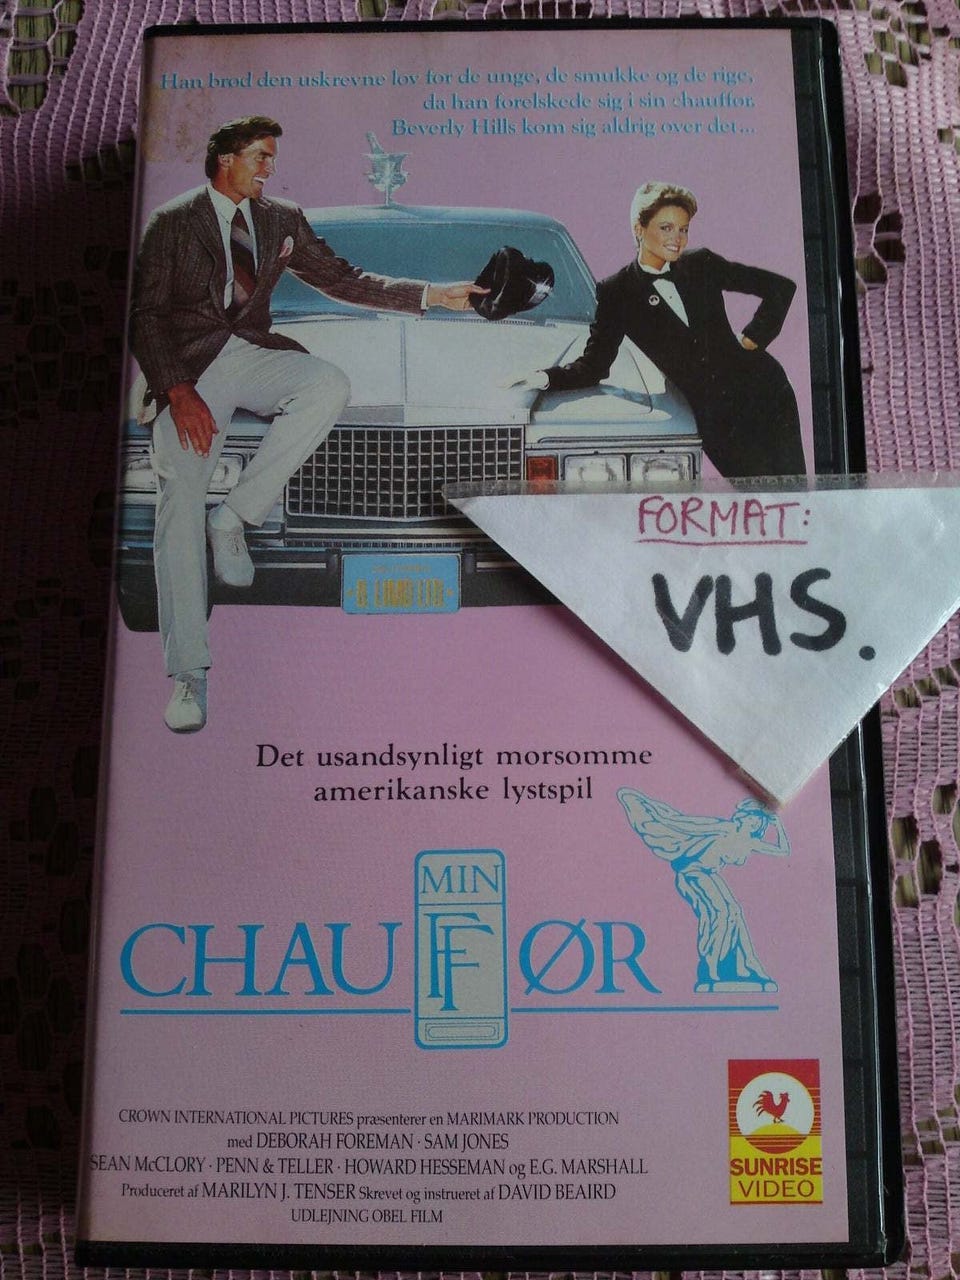 Han brød den uskrevne lov for de unge, de smukke og de rige,
da han forelskede sig i sin chauffør.
Beverly Hills kom sig aldrig over det...
FORMAT:
VHS.
Det usandsynligt morsomme
amerikanske lystspil
MIN
CHAUFFØR
CROWN INTERNATIONAL PICTURES præsenterer en MARIMARK PRODUCTION
med DEBORAH FOREMAN · SAM JONES
SEAN McCLORY · PENN & TELLER · HOWARD HESSEMAN og E.G. MARSHALL
Produceret af MARILYN J. TENSER Skrevet og instrueret af DAVID BEAIRD
UDLEJNING OBEL FILM
SUNRISE
VIDEO